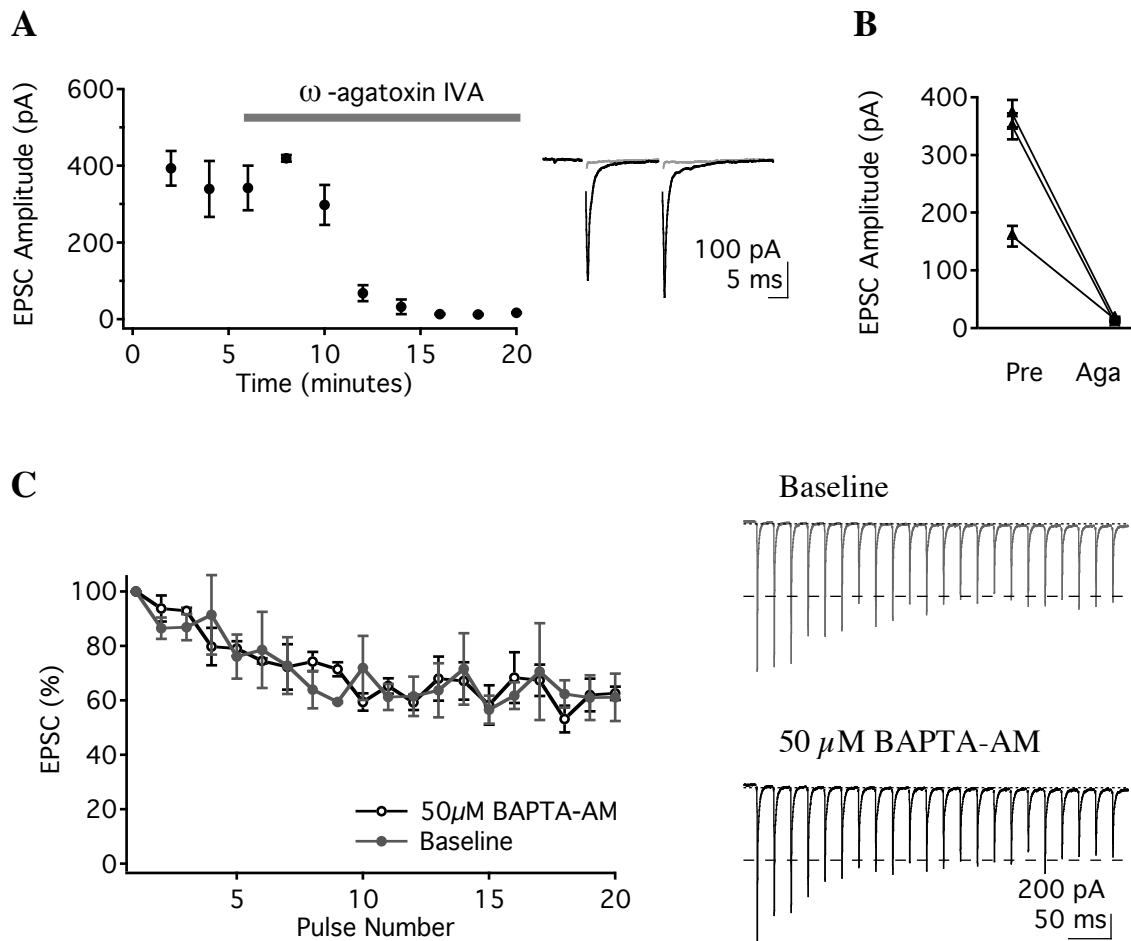 A
EPSC Amplitude (pA)
600
400
200
0
ω -agatoxin IVA
0 5 10 15 20
Time (minutes)
100 pA
5 ms
B
EPSC Amplitude (pA)
400
300
200
100
0
Pre Aga
C
EPSC (%)
100
80
60
40
20
0
50µM BAPTA-AM
Baseline
5 10 15 20
Pulse Number
Baseline
50 µM BAPTA-AM
200 pA
50 ms